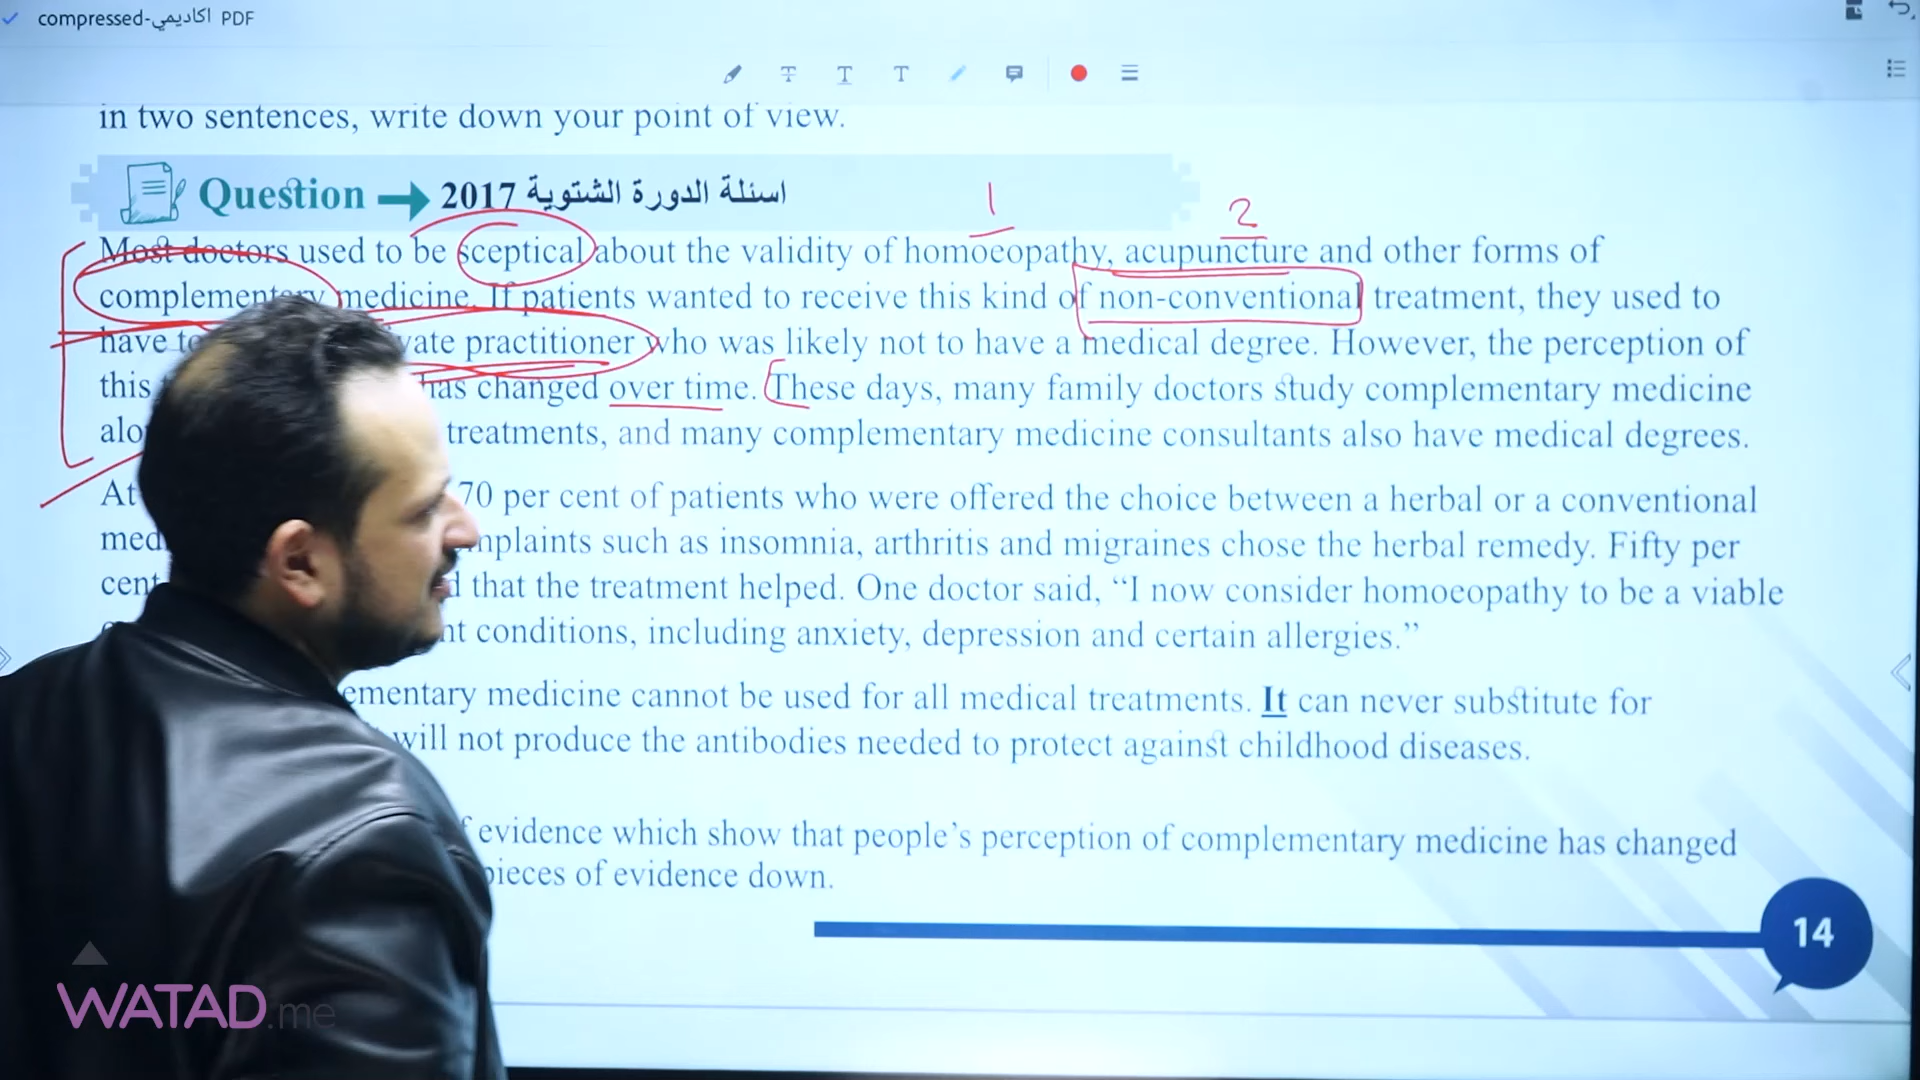 compressed-اكاديمي PDF
in two sentences, write down your point of view.
Question → 2017 اسئلة الدورة الشتوية
1
2
Most doctors used to be sceptical about the validity of homoeopathy, acupuncture and other forms of
complementary medicine. If patients wanted to receive this kind of non-conventional treatment, they used to
have to practitioner who was likely not to have a medical degree. However, the perception of
this has changed over time. These days, many family doctors study complementary medicine
treatments, and many complementary medicine consultants also have medical degrees.
At 70 per cent of patients who were offered the choice between a herbal or a conventional
such as insomnia, arthritis and migraines chose the herbal remedy. Fifty per
cent that the treatment helped. One doctor said, “I now consider homoeopathy to be a viable
conditions, including anxiety, depression and certain allergies.”
medicine cannot be used for all medical treatments. It can never substitute for
will not produce the antibodies needed to protect against childhood diseases.
evidence which show that people’s perception of complementary medicine has changed
pieces of evidence down.
14
WATAD.me